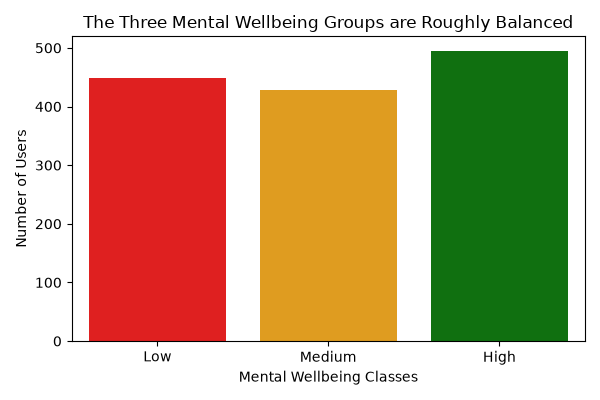 The Three Mental Wellbeing Groups are Roughly Balanced
500
400
300
200
100
0
Number of Users
Low Medium High
Mental Wellbeing Classes